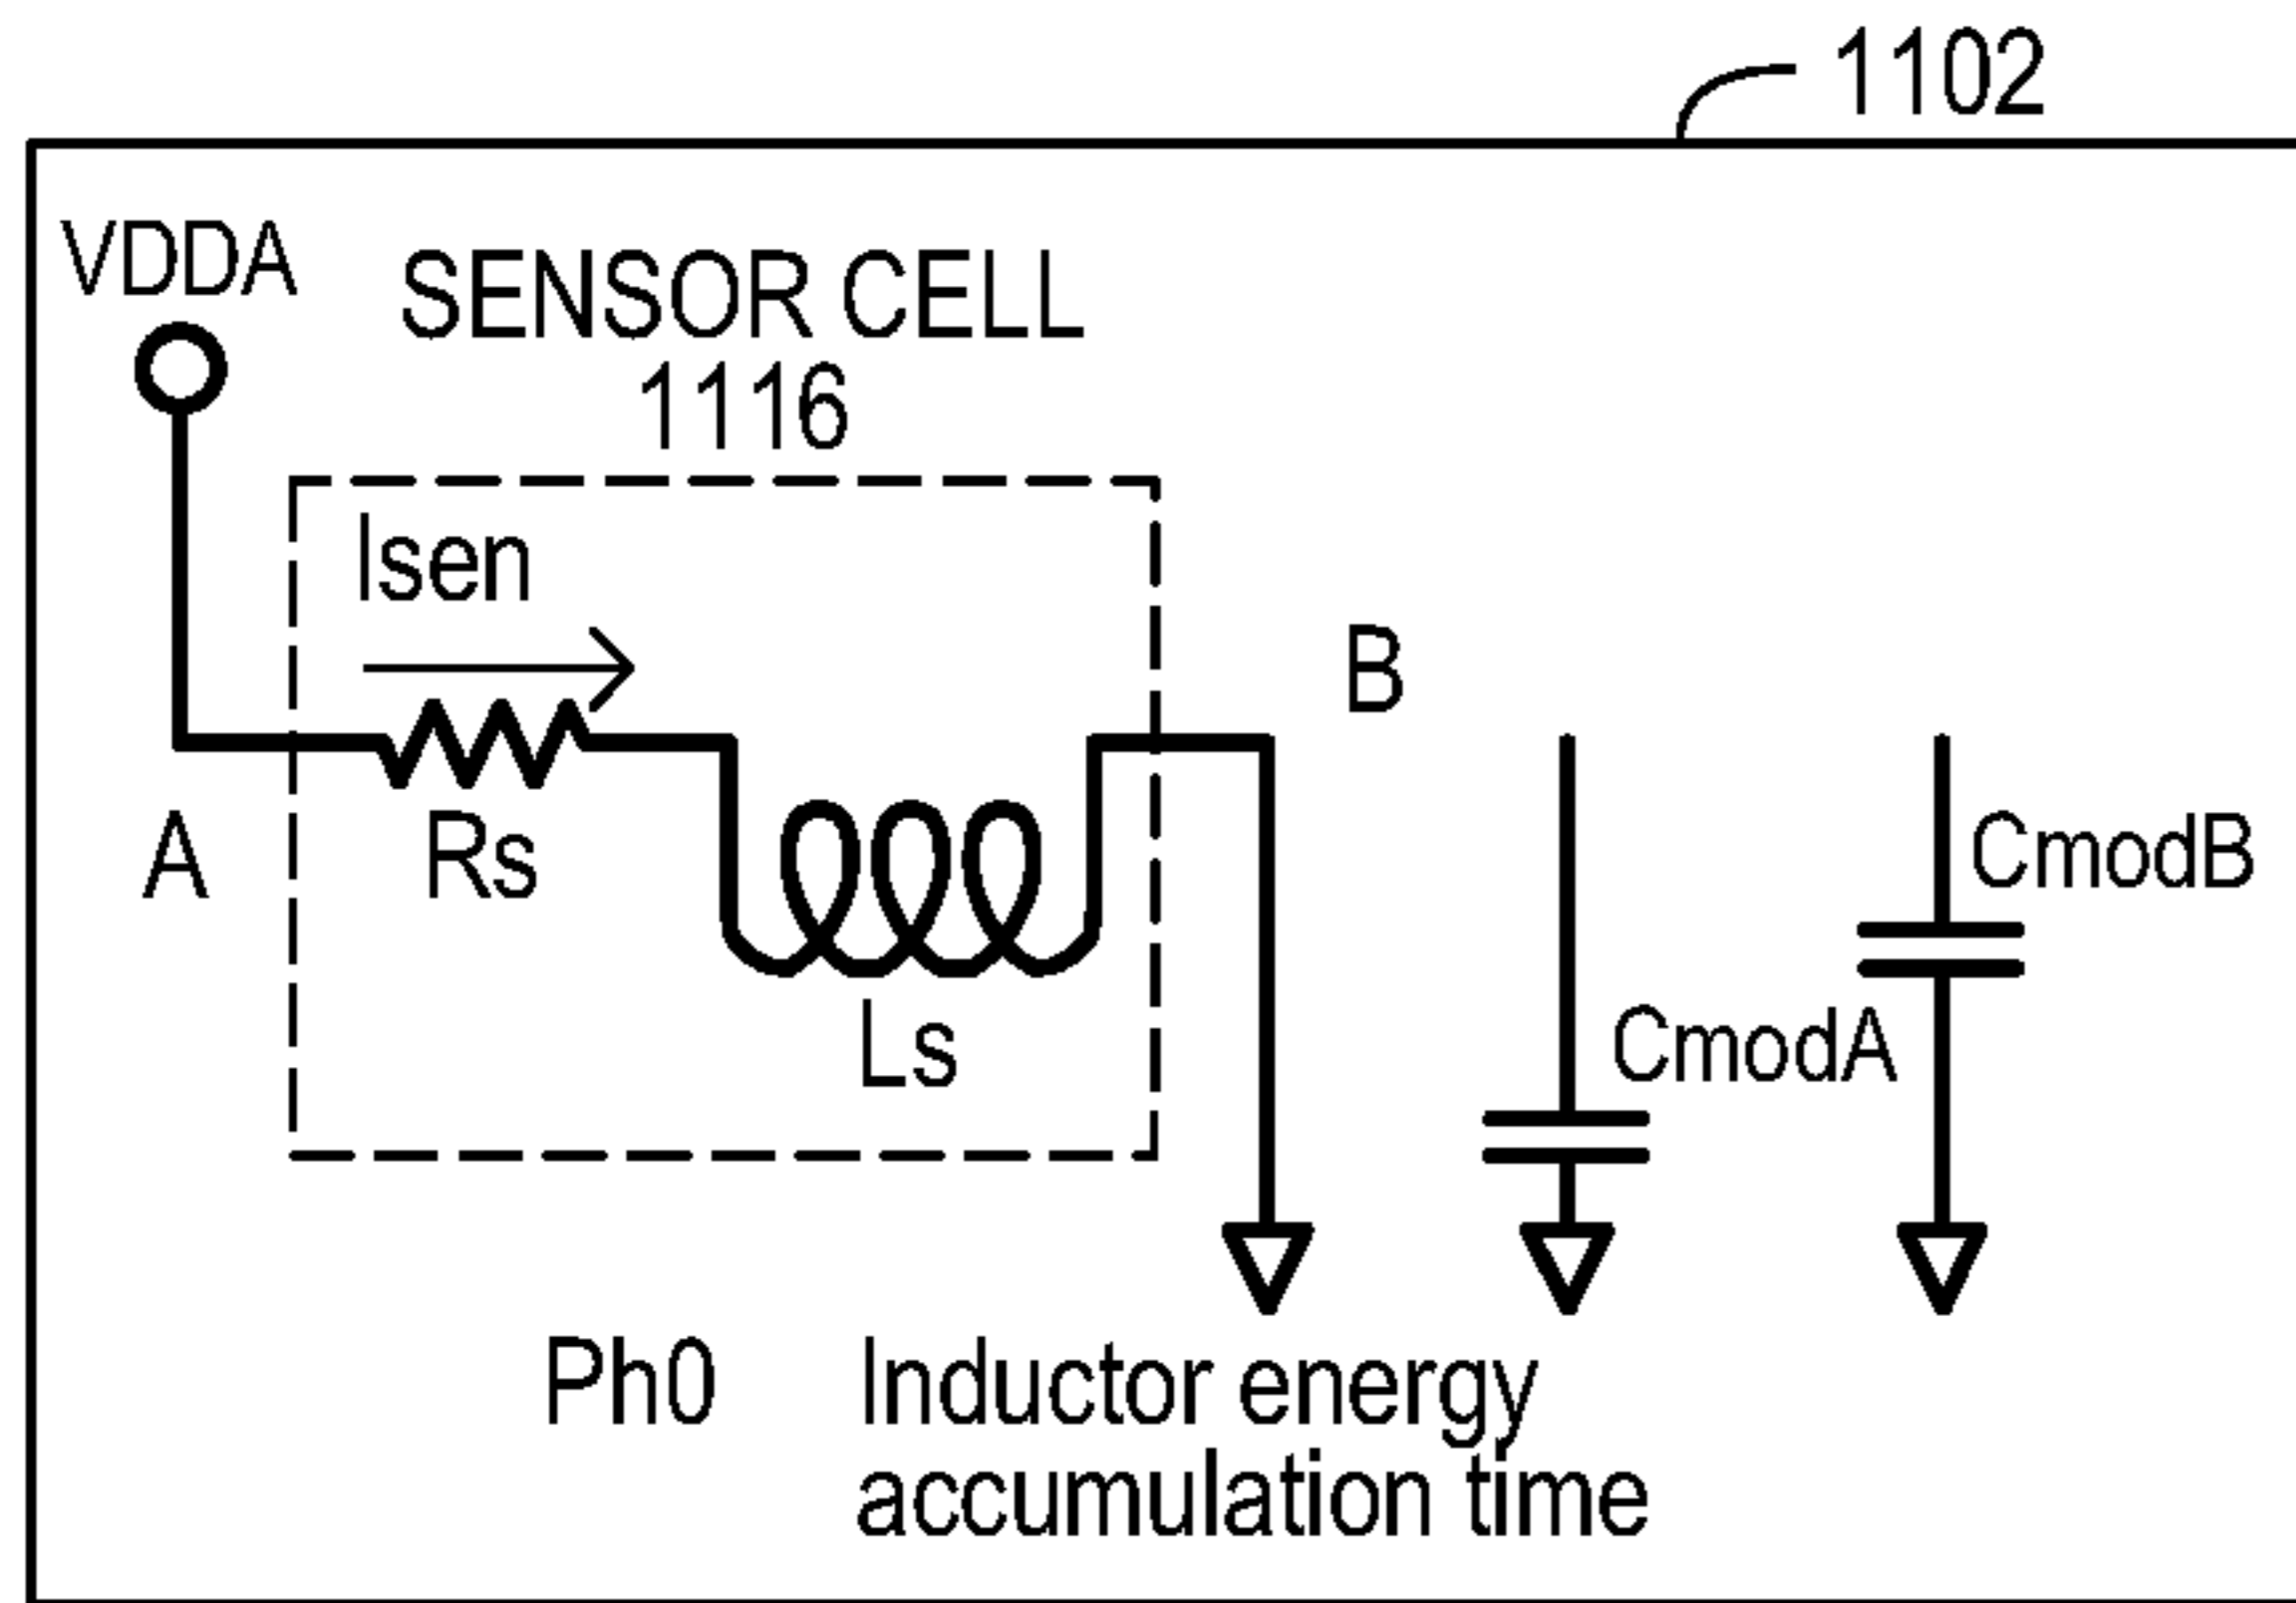 1102
VDDA
SENSOR CELL
1116
Isen
B
A
Rs
CmodB
Ls
CmodA
Ph0 Inductor energy
accumulation time